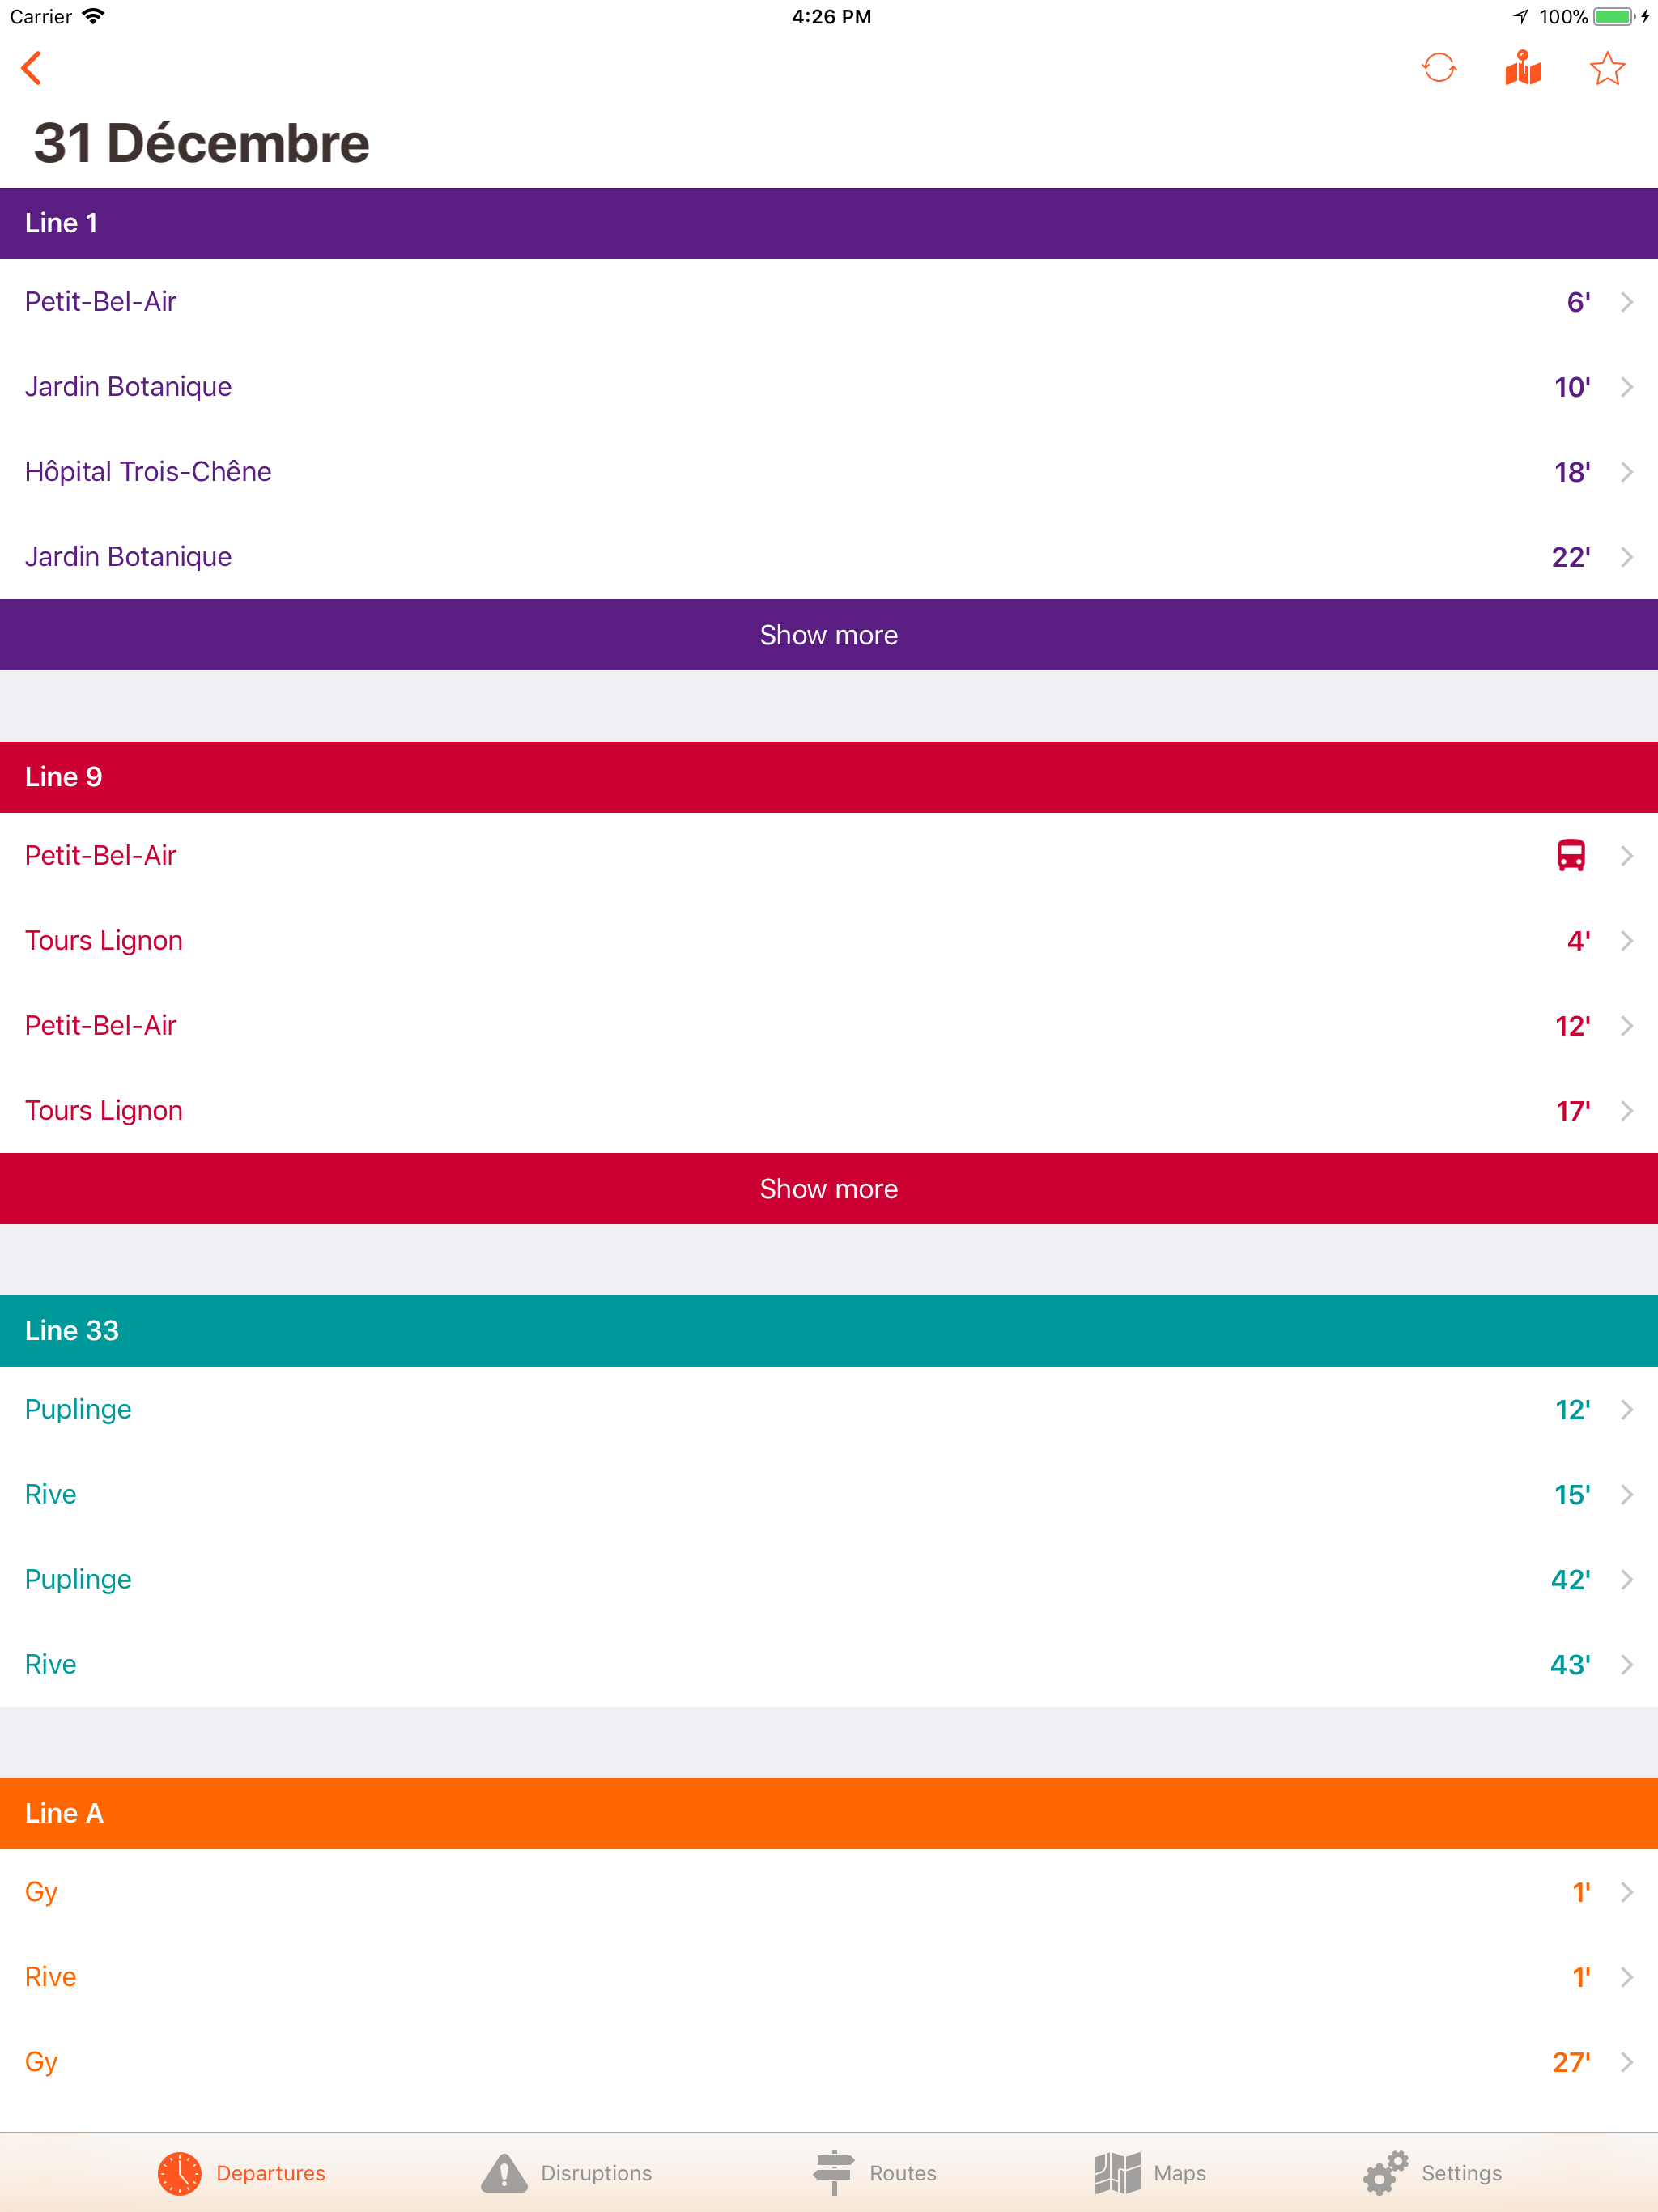 Carrier 4:26 PM 100%
31 Décembre
Line 1
Petit-Bel-Air 6'
Jardin Botanique 10'
Hôpital Trois-Chêne 18'
Jardin Botanique 22'
Show more
Line 9
Petit-Bel-Air
Tours Lignon 4'
Petit-Bel-Air 12'
Tours Lignon 17'
Show more
Line 33
Puplinge 12'
Rive 15'
Puplinge 42'
Rive 43'
Line A
Gy 1'
Rive 1'
Gy 27'
Departures Disruptions Routes Maps Settings